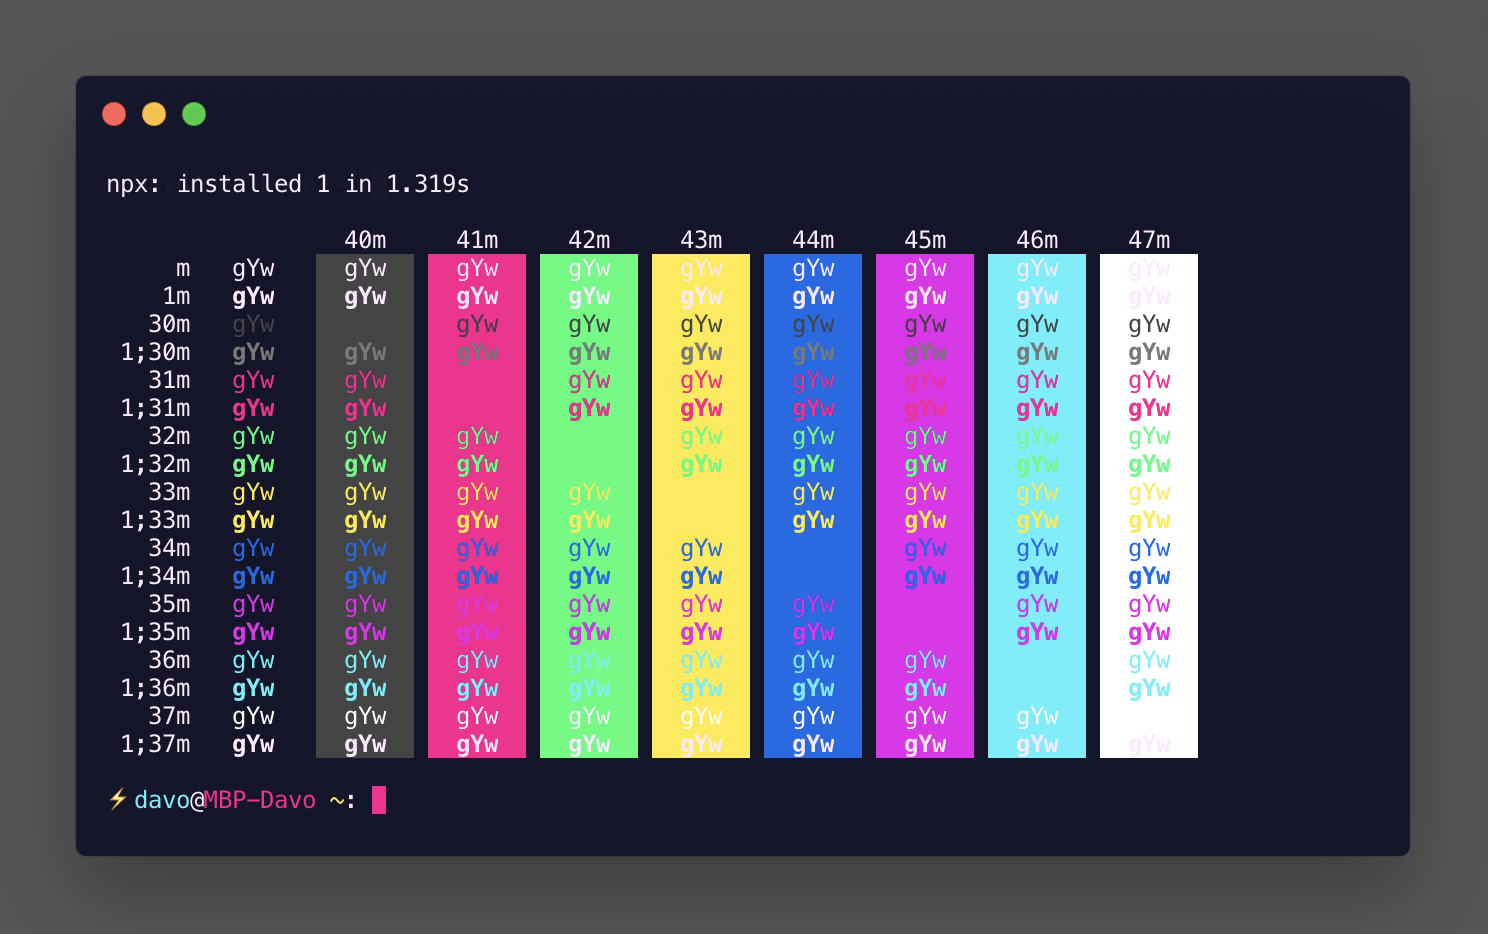 npx: installed 1 in 1.319s
40m 41m 42m 43m 44m 45m 46m 47m
m gYw gYw gYw gYw gYw gYw gYw gYw gYw
1m gYw gYw gYw gYw gYw gYw gYw gYw gYw
30m gYw gYw gYw gYw gYw gYw gYw gYw
1;30m gYw gYw gYw gYw gYw gYw gYw gYw gYw
31m gYw gYw gYw gYw gYw gYw gYw gYw
1;31m gYw gYw gYw gYw gYw gYw gYw gYw
32m gYw gYw gYw gYw gYw gYw gYw gYw
1;32m gYw gYw gYw gYw gYw gYw gYw gYw
33m gYw gYw gYw gYw gYw gYw gYw gYw
1;33m gYw gYw gYw gYw gYw gYw gYw gYw
34m gYw gYw gYw gYw gYw gYw gYw gYw
1;34m gYw gYw gYw gYw gYw gYw gYw gYw
35m gYw gYw gYw gYw gYw gYw gYw gYw
1;35m gYw gYw gYw gYw gYw gYw gYw gYw
36m gYw gYw gYw gYw gYw gYw gYw gYw
1;36m gYw gYw gYw gYw gYw gYw gYw gYw
37m gYw gYw gYw gYw gYw gYw gYw gYw
1;37m gYw gYw gYw gYw gYw gYw gYw gYw gYw
⚡davo@MBP-Davo ~: